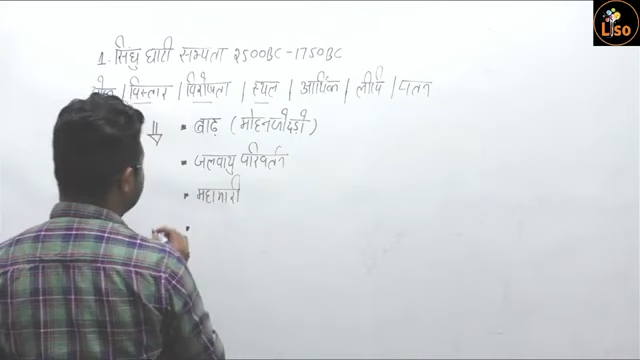 Liso
1. सिंधु घाटी सभ्यता 2500BC-1750BC
विस्तार | विशेषता | स्थल | आर्थिक | लीपि | पतन
• बाढ़ (मोहनजोदड़ो)
• जलवायु परिवर्तन
• महामारी
•